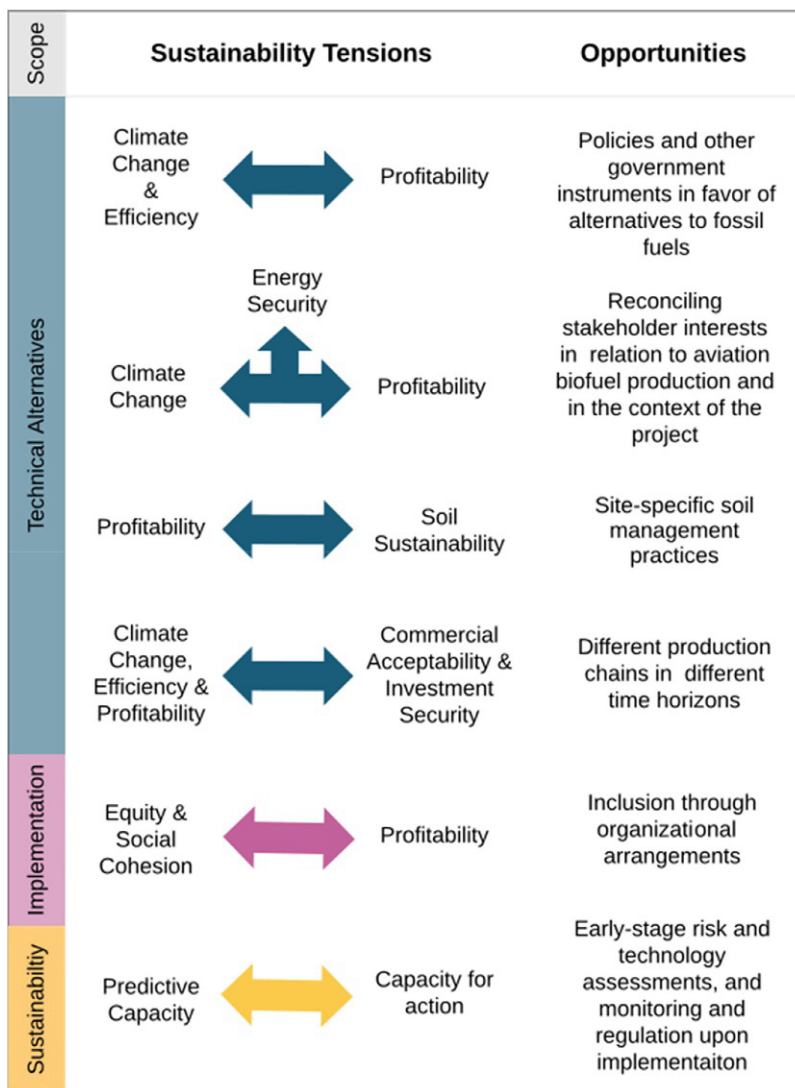 Scope
Sustainability Tensions
Opportunities
Technical Alternatives
Climate
Change
&
Efficiency
Profitability
Policies and other
government
instruments in favor of
alternatives to fossil
fuels
Energy
Security
Climate
Change
Profitability
Reconciling
stakeholder interests
in relation to aviation
biofuel production and
in the context of the
project
Profitability
Soil
Sustainability
Site-specific soil
management
practices
Climate
Change,
Efficiency &
Profitability
Commercial
Acceptability &
Investment
Security
Different production
chains in different
time horizons
Implementation
Equity &
Social
Cohesion
Profitability
Inclusion through
organizational
arrangements
Sustainabiltiy
Predictive
Capacity
Capacity for
action
Early-stage risk and
technology
assessments, and
monitoring and
regulation upon
implementaiton